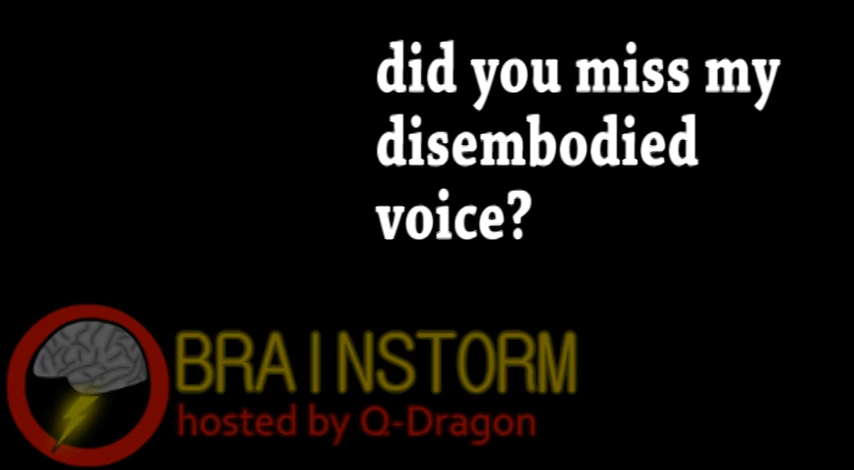 did you miss my
disembodied
voice?
BRAINSTORM
hosted by Q-Dragon